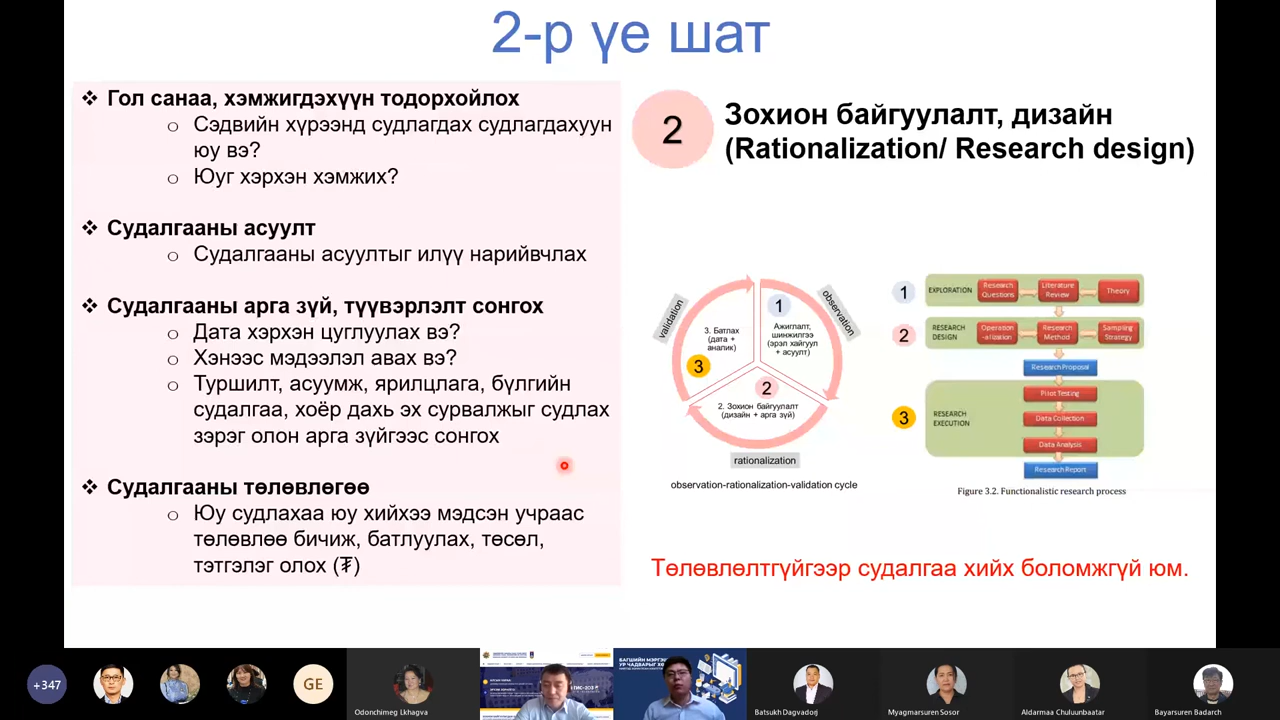 2-р үе шат
❖ Гол санаа, хэмжигдэхүүн тодорхойлох
o Сэдвийн хүрээнд судлагдах судлагдахуун
юу вэ?
o Юуг хэрхэн хэмжих?
❖ Судалгааны асуулт
o Судалгааны асуултыг илүү нарийвчлах
❖ Судалгааны арга зүй, түүвэрлэлт сонгох
o Дата хэрхэн цуглуулах вэ?
o Хэнээс мэдээлэл авах вэ?
o Туршилт, асуумж, ярилцлага, бүлгийн
судалгаа, хоёр дахь эх сурвалжыг судлах
зэрэг олон арга зүйгээс сонгох
❖ Судалгааны төлөвлөгөө
o Юу судлахаа юу хийхээ мэдсэн учраас
төлөвлөө бичиж, батлуулах, төсөл,
тэтгэлэг олох (₮)
2
Зохион байгуулалт, дизайн
(Rationalization/ Research design)
validation
observation
1
Ажиглалт,
шинжилгээ
(эрэл хайгуул
+ асуулт)
3. Батлах
(дата +
аналик)
3
2
2. Зохион байгуулалт
(дизайн + арга зүй)
rationalization
observation-rationalization-validation cycle
1
EXPLORATION
Research
Questions
Literature
Review
Theory
2
RESEARCH
DESIGN
Operation
-alization
Research
Method
Sampling
Strategy
Research Proposal
3
RESEARCH
EXECUTION
Pilot Testing
Data Collection
Data Analysis
Research Report
Figure 3.2. Functionalistic research process
Төлөвлөлтгүйгээр судалгаа хийх боломжгүй юм.
+347
GE
Odonchimeg Lkhagva
Batsukh Dagvadorj
Myagmarsuren Sosor
Aldarmaa Chuluunbaatar
Bayarsuren Badarch